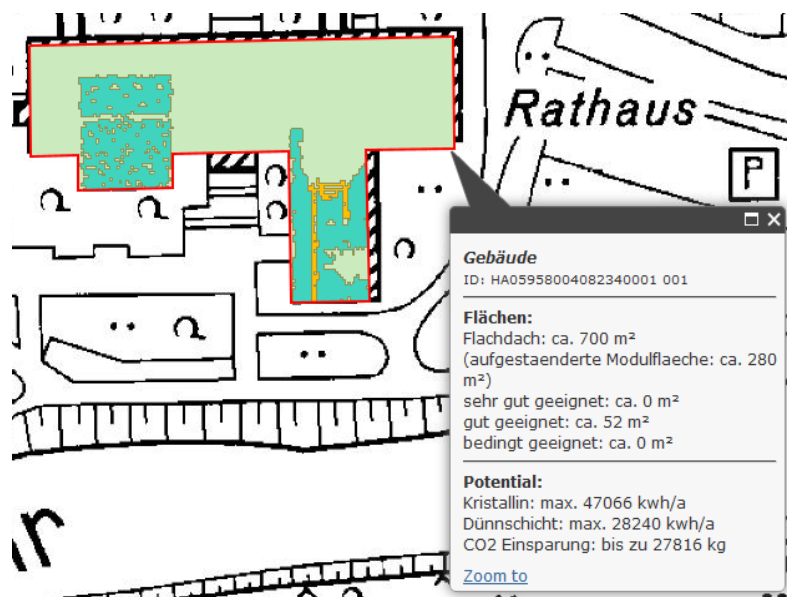 Rathaus
P
Gebäude
ID: HA05958004082340001 001
Flächen:
Flachdach: ca. 700 m²
(aufgestaenderte Modulflaeche: ca. 280
m²)
sehr gut geeignet: ca. 0 m²
gut geeignet: ca. 52 m²
bedingt geeignet: ca. 0 m²
Potential:
Kristallin: max. 47066 kwh/a
Dünnschicht: max. 28240 kwh/a
CO2 Einsparung: bis zu 27816 kg
Zoom to